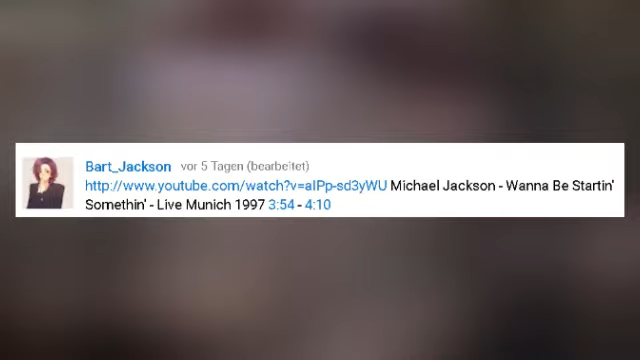 Bart_Jackson vor 5 Tagen (bearbeitet)
http://www.youtube.com/watch?v=aIPp-sd3yWU Michael Jackson - Wanna Be Startin'
Somethin' - Live Munich 1997 3:54 - 4:10